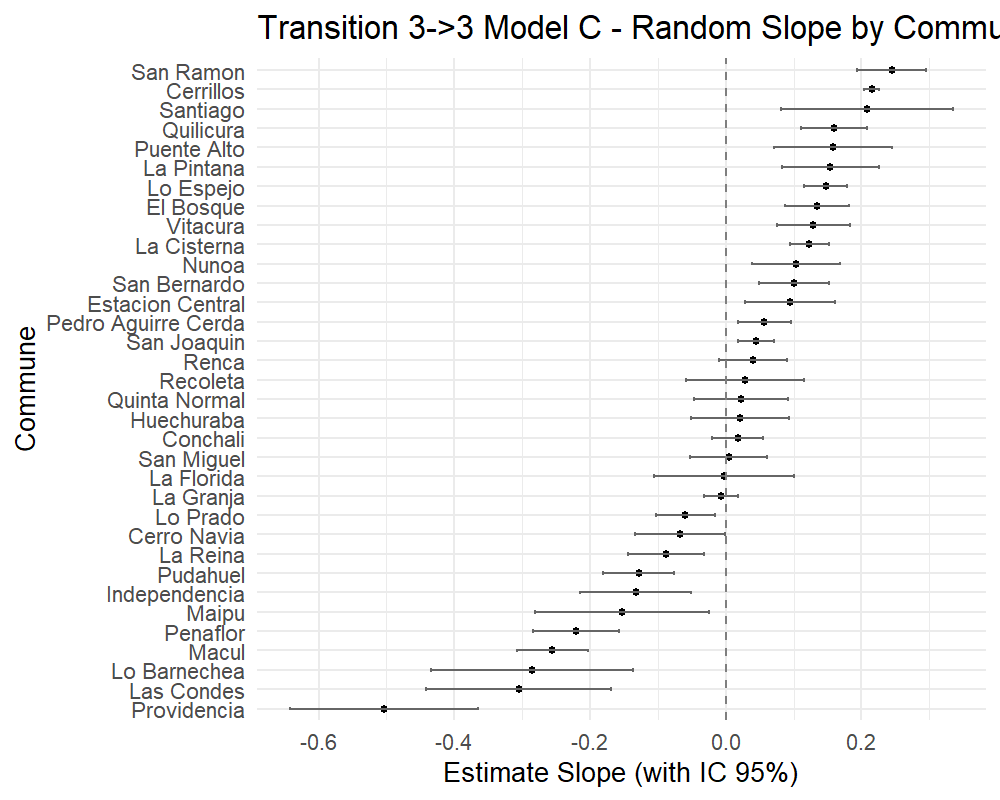 Transition 3->3 Model C - Random Slope by Commu
San Ramon
Cerrillos
Santiago
Quilicura
Puente Alto
La Pintana
Lo Espejo
El Bosque
Vitacura
La Cisterna
Nunoa
San Bernardo
Estacion Central
Pedro Aguirre Cerda
San Joaquin
Renca
Recoleta
Quinta Normal
Huechuraba
Conchali
San Miguel
La Florida
La Granja
Lo Prado
Cerro Navia
La Reina
Pudahuel
Independencia
Maipu
Penaflor
Macul
Lo Barnechea
Las Condes
Providencia
Commune
-0.6 -0.4 -0.2 0.0 0.2
Estimate Slope (with IC 95%)